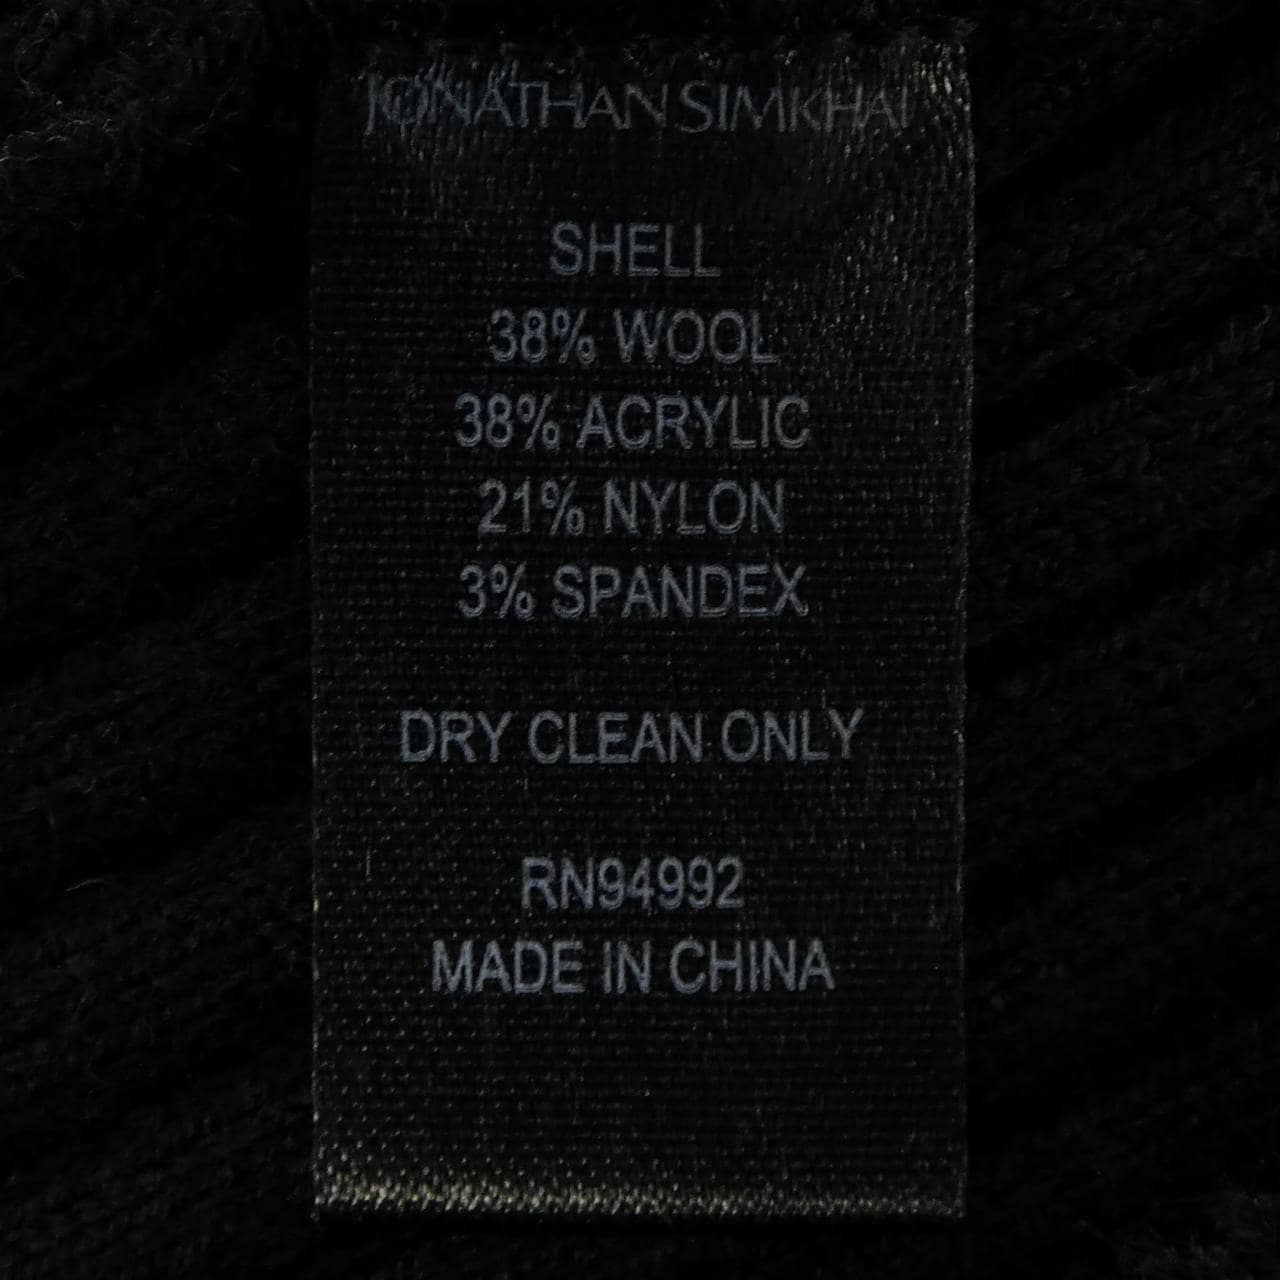 JONATHAN SIMKHAI
SHELL
38% WOOL
38% ACRYLIC
21% NYLON
3% SPANDEX
DRY CLEAN ONLY
RN94992
MADE IN CHINA